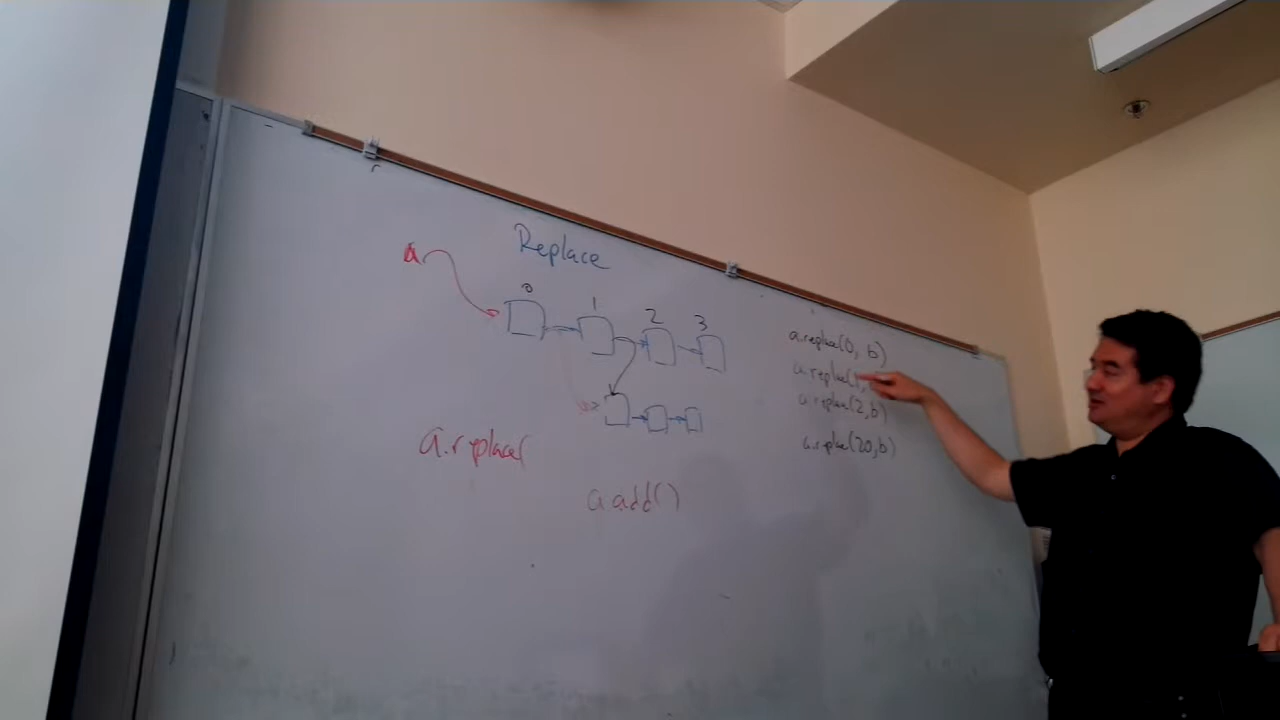 Replace
a
0 1 2 3
a.replace(0, b)
a.replace(1,
a.replace(2,b)
a.replace(20,b)
a.replace(
a add()